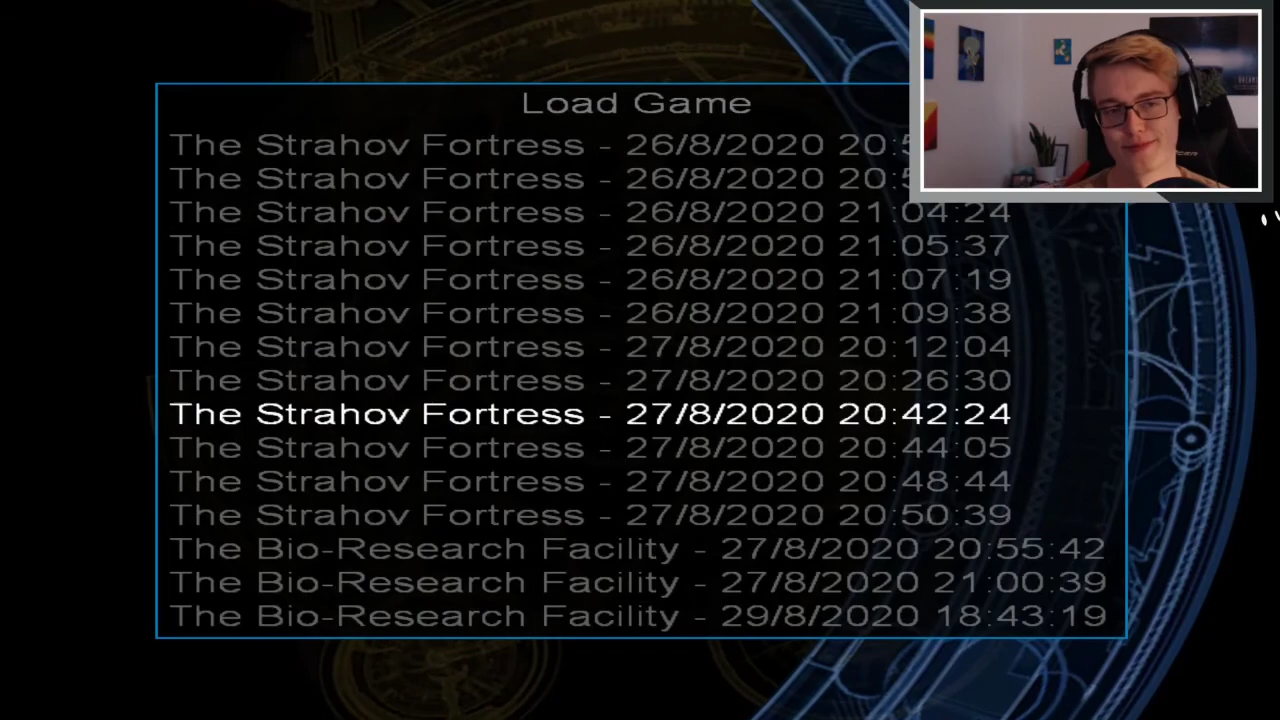 Load Game
The Strahov Fortress - 26/8/2020 20:5
The Strahov Fortress - 26/8/2020 20:5
The Strahov Fortress - 26/8/2020 21:04:24
The Strahov Fortress - 26/8/2020 21:05:37
The Strahov Fortress - 26/8/2020 21:07:19
The Strahov Fortress - 26/8/2020 21:09:38
The Strahov Fortress - 27/8/2020 20:12:04
The Strahov Fortress - 27/8/2020 20:26:30
The Strahov Fortress - 27/8/2020 20:42:24
The Strahov Fortress - 27/8/2020 20:44:05
The Strahov Fortress - 27/8/2020 20:48:44
The Strahov Fortress - 27/8/2020 20:50:39
The Bio-Research Facility - 27/8/2020 20:55:42
The Bio-Research Facility - 27/8/2020 21:00:39
The Bio-Research Facility - 29/8/2020 18:43:19